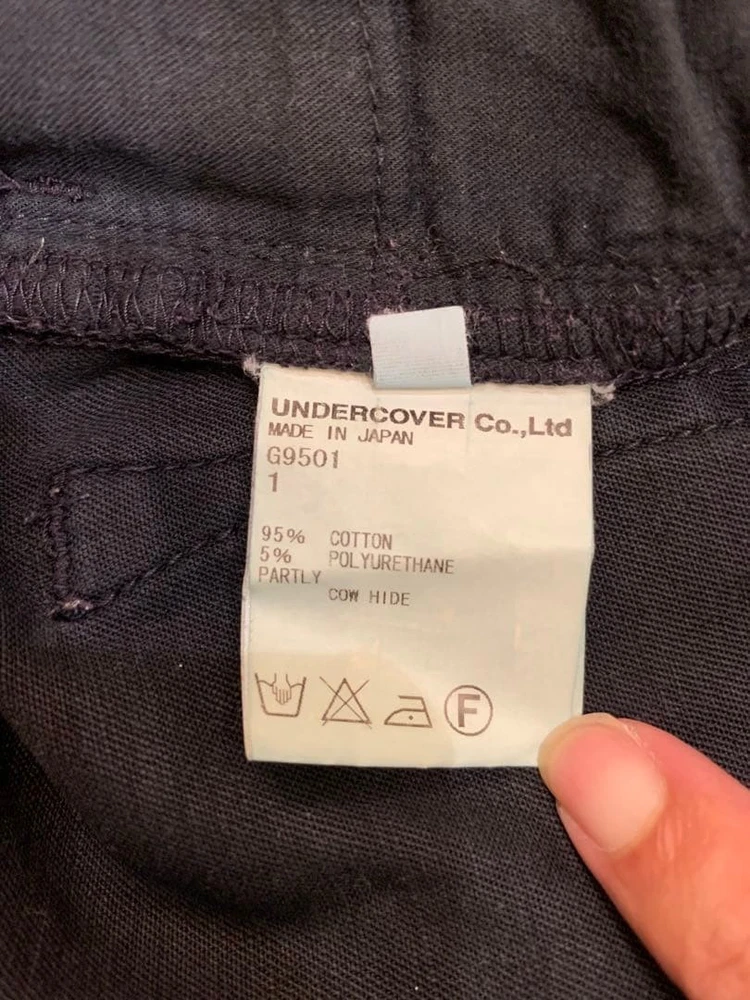 UNDERCOVER Co.,Ltd
MADE IN JAPAN
G9501
1
95% COTTON
5% POLYURETHANE
PARTLY
COW HIDE
F